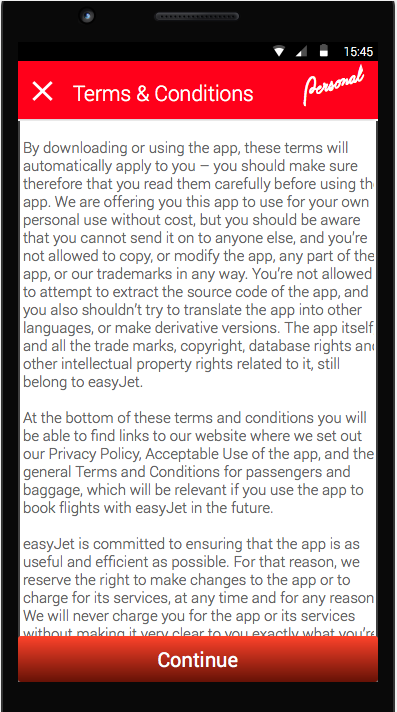 15:45
Terms & Conditions
Personal
By downloading or using the app, these terms will
automatically apply to you – you should make sure
therefore that you read them carefully before using the
app. We are offering you this app to use for your own
personal use without cost, but you should be aware
that you cannot send it on to anyone else, and you’re
not allowed to copy, or modify the app, any part of the
app, or our trademarks in any way. You’re not allowed
to attempt to extract the source code of the app, and
you also shouldn’t try to translate the app into other
languages, or make derivative versions. The app itself
and all the trade marks, copyright, database rights and
other intellectual property rights related to it, still
belong to easyJet.
At the bottom of these terms and conditions you will
be able to find links to our website where we set out
our Privacy Policy, Acceptable Use of the app, and the
general Terms and Conditions for passengers and
baggage, which will be relevant if you use the app to
book flights with easyJet in the future.
easyJet is committed to ensuring that the app is as
useful and efficient as possible. For that reason, we
reserve the right to make changes to the app or to
charge for its services, at any time and for any reason
We will never charge you for the app or its services
without making it very clear to you exactly what you’re
Continue